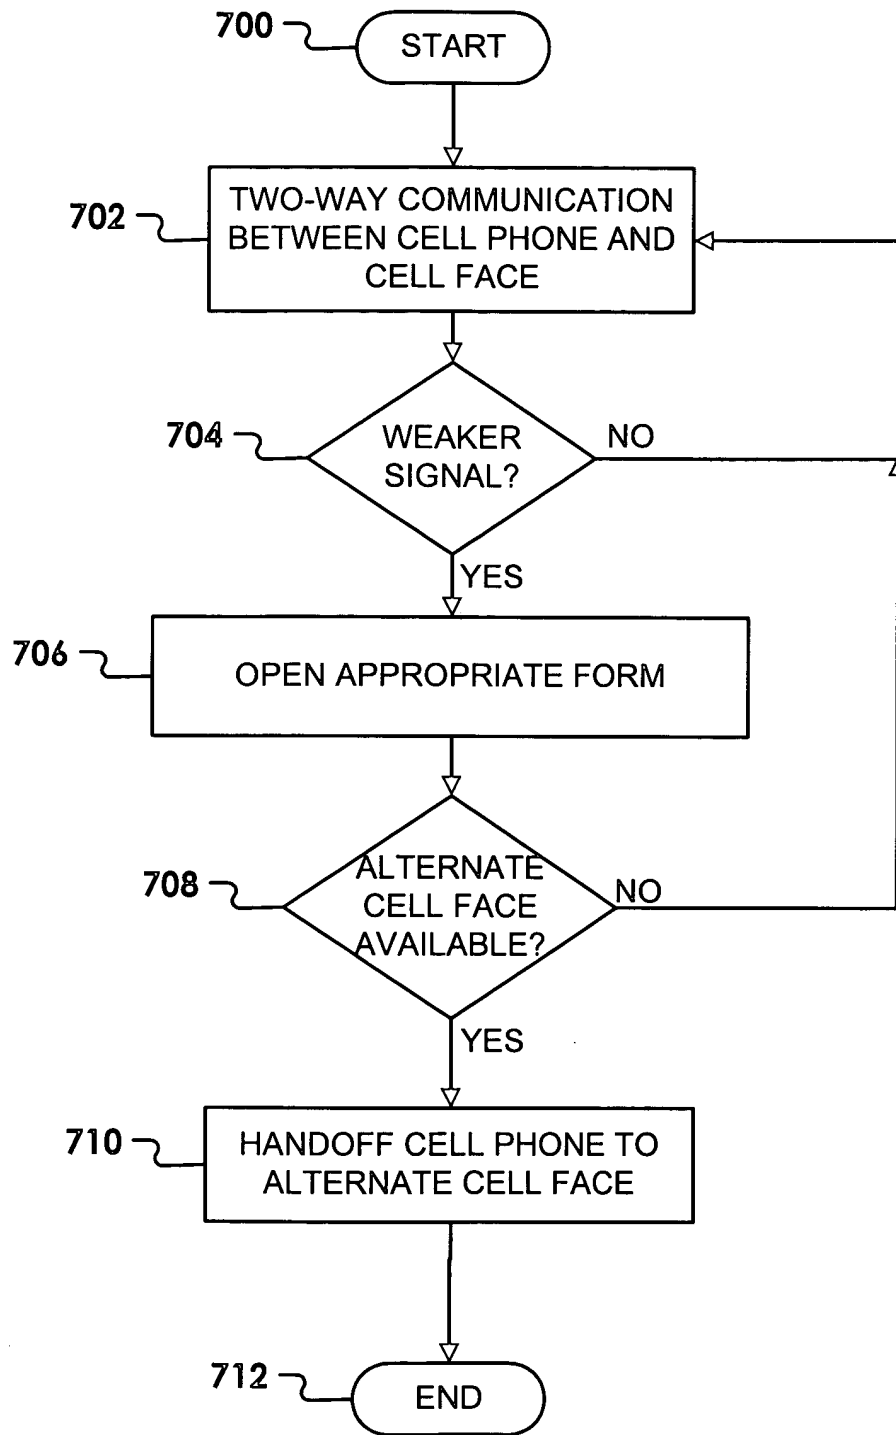 700
START
702
TWO-WAY COMMUNICATION
BETWEEN CELL PHONE AND
CELL FACE
704
WEAKER
SIGNAL?
NO
YES
706
OPEN APPROPRIATE FORM
708
ALTERNATE
CELL FACE
AVAILABLE?
NO
YES
710
HANDOFF CELL PHONE TO
ALTERNATE CELL FACE
712
END